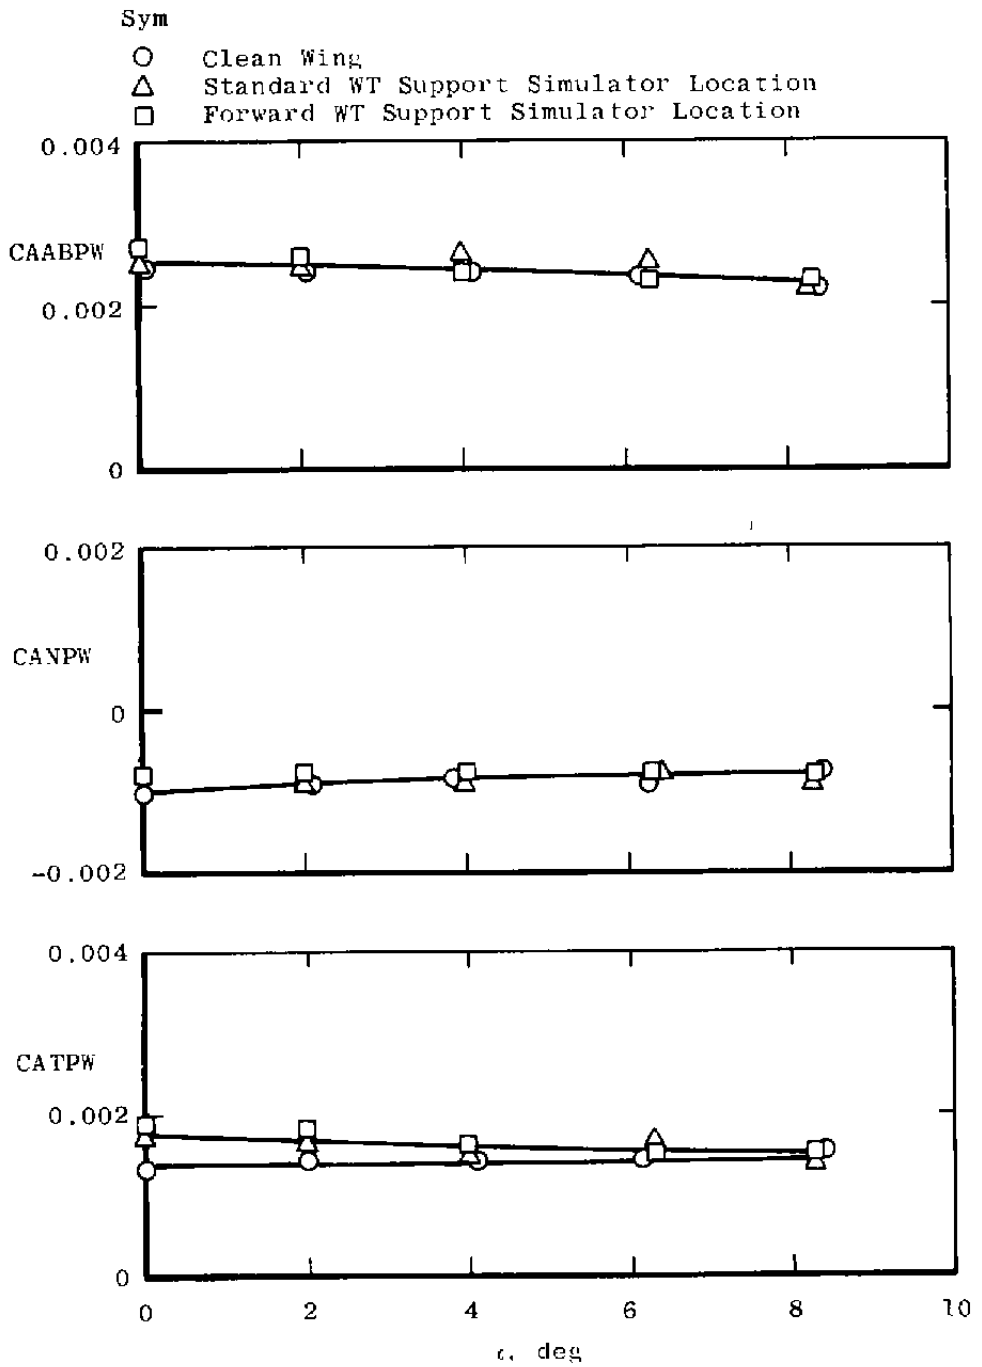 Sym
Clean Wing
Standard WT Support Simulator Location
Forward WT Support Simulator Location
0.004
CAABPW
0.002
0
0.002
CANPW
0
-0.002
0.004
CATPW
0.002
0
0 2 4 6 8 10
deg